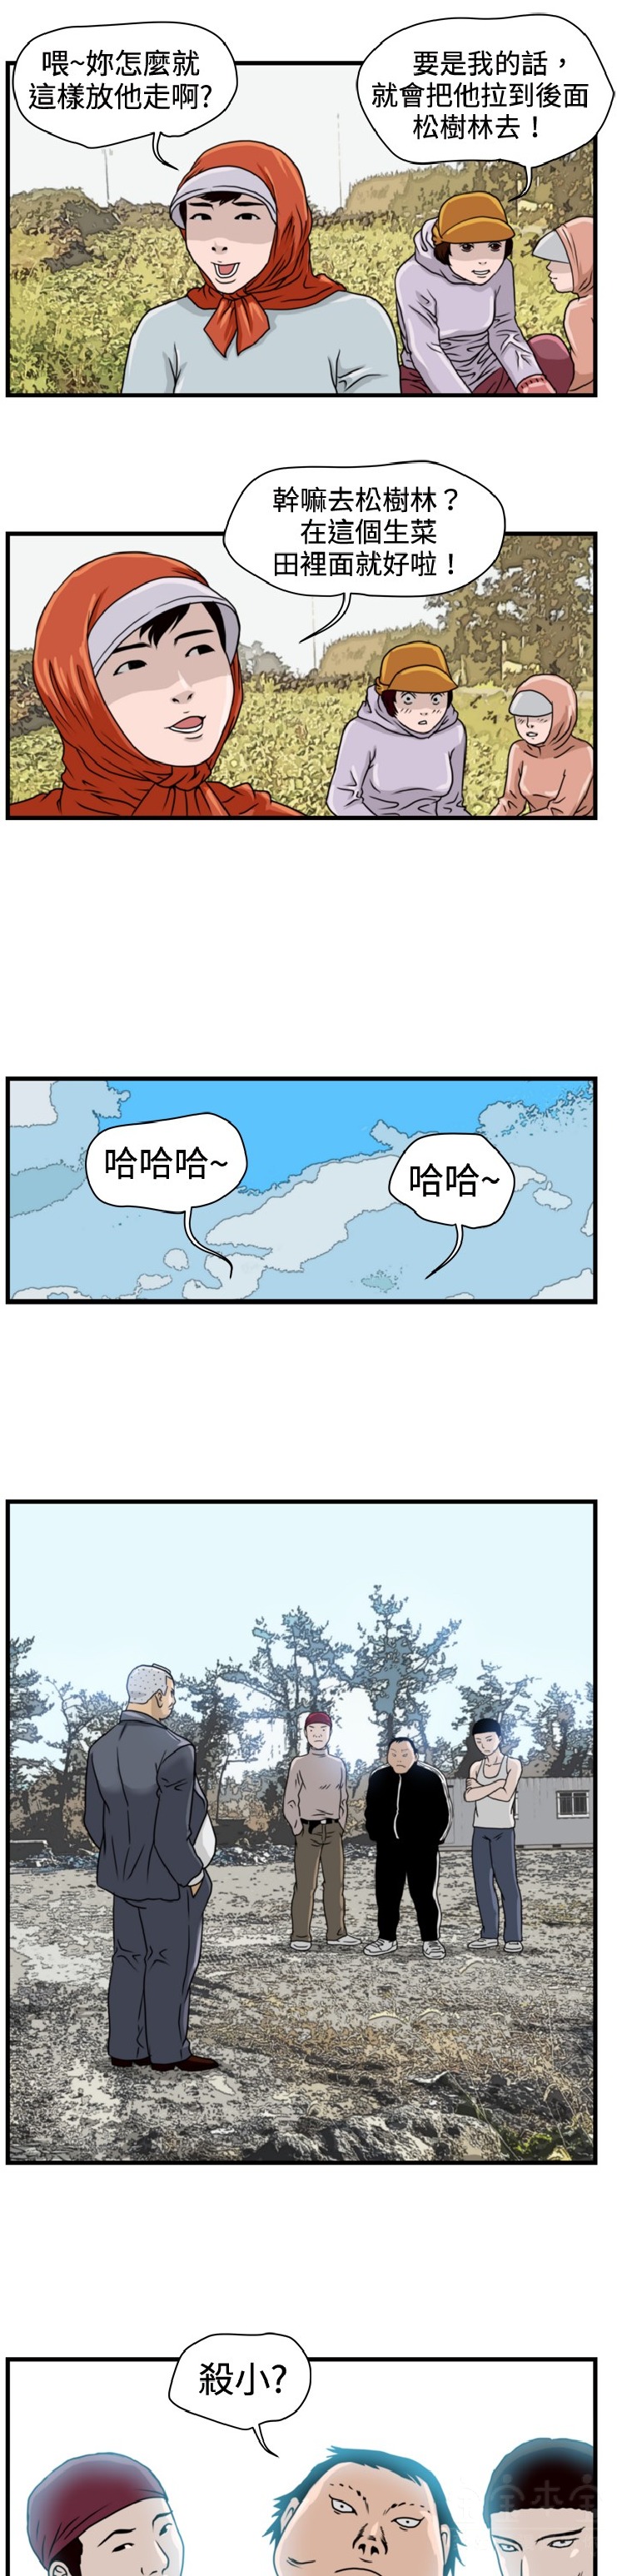 喂~妳怎麼就
這樣放他走啊?
要是我的話，
就會把他拉到後面
松樹林去！
幹嘛去松樹林？
在這個生菜
田裡面就好啦！
哈哈哈~
哈哈~
殺小?